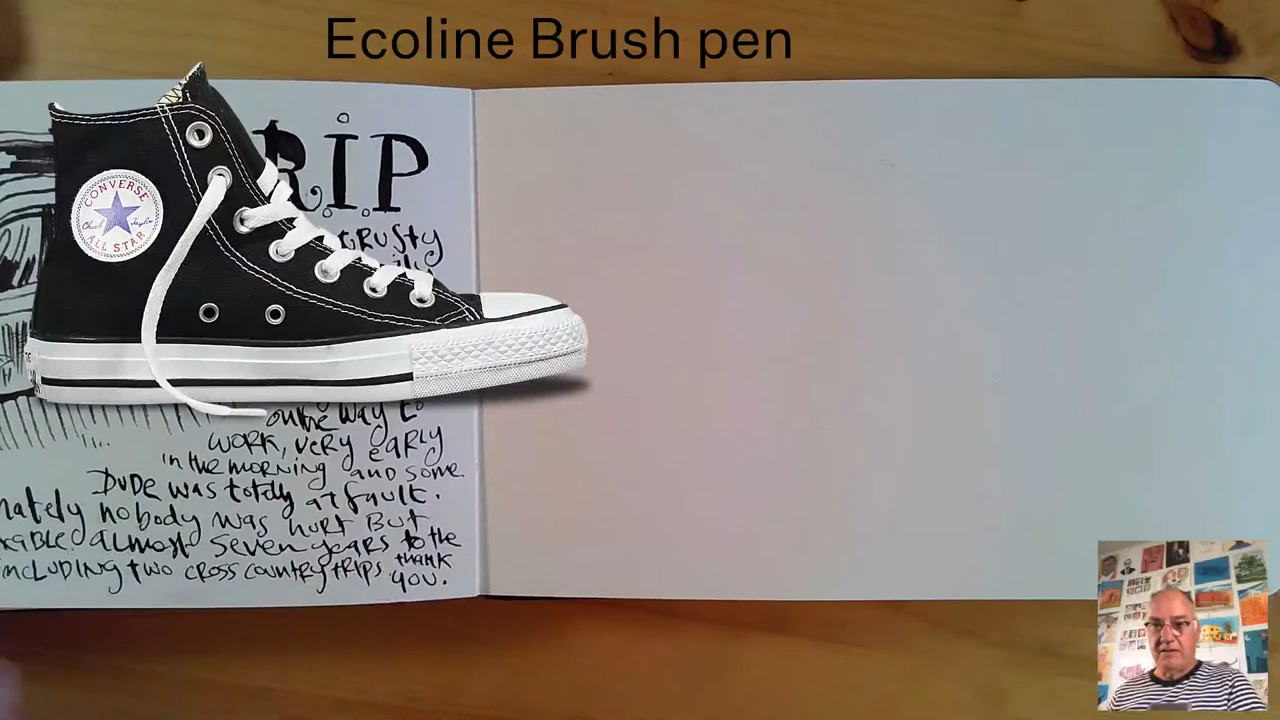 Ecoline Brush pen
R.I.P
CONVERSE
Chuck Taylor
ALL STAR
TRUSTY
on the way to
WORK, VERY EARLY
in the morning and some
DUDE was totally at fault.
nately nobody was hurt But
almost seven years to the
INCLUDING two CROSS COUNTRY TRIPS. thank
you.